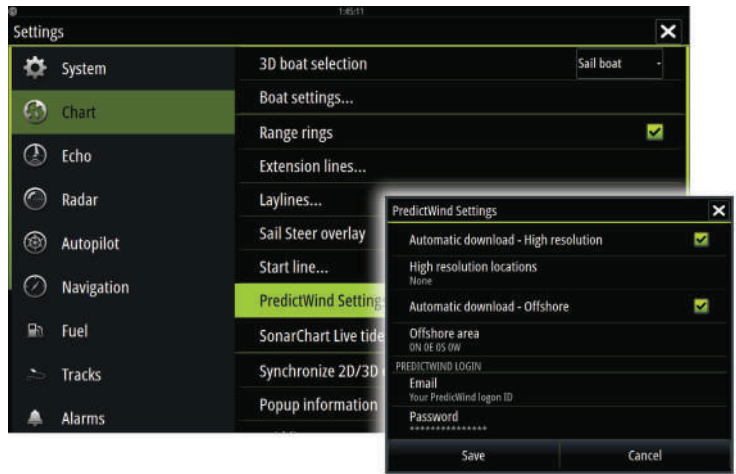 1:45:11
Settings
System
Chart
Echo
Radar
Autopilot
Navigation
Fuel
Tracks
Alarms
3D boat selection
Sail boat
Boat settings...
Range rings
Extension lines...
Laylines...
Sail Steer overlay
Start line...
PredictWind Settings
SonarChart Live tide
Synchronize 2D/3D
Popup information
PredictWind Settings
Automatic download - High resolution
High resolution locations
None
Automatic download - Offshore
Offshore area
0N 0E 0S 0W
PREDICTWIND LOGIN
Email
Your PredicWind logon ID
Password
***************
Save
Cancel